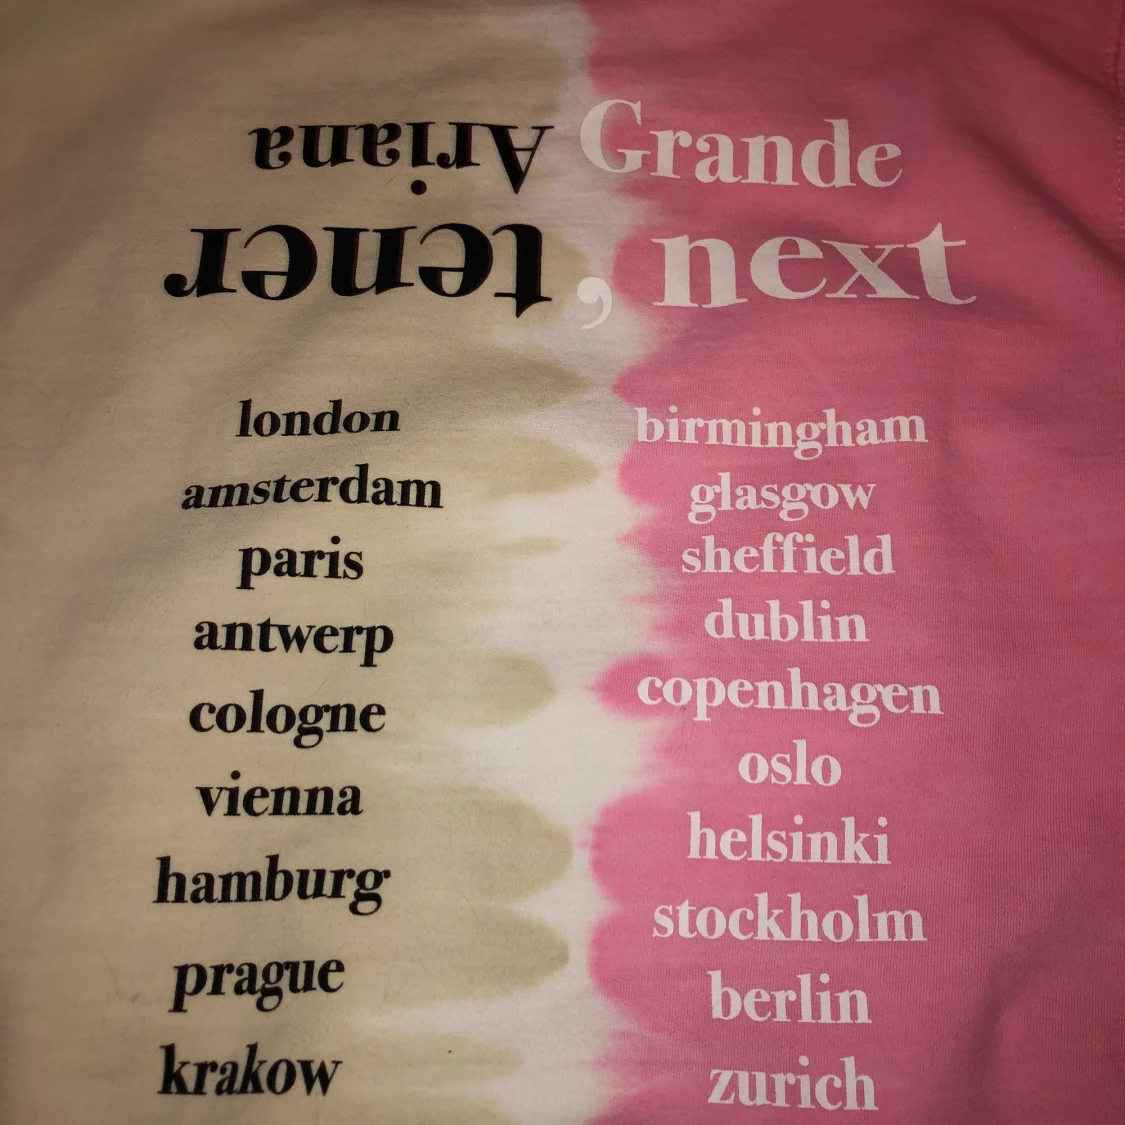 Ariana Grande
tener , next
london
amsterdam
paris
antwerp
cologne
vienna
hamburg
prague
krakow
birmingham
glasgow
sheffield
dublin
copenhagen
oslo
helsinki
stockholm
berlin
zurich